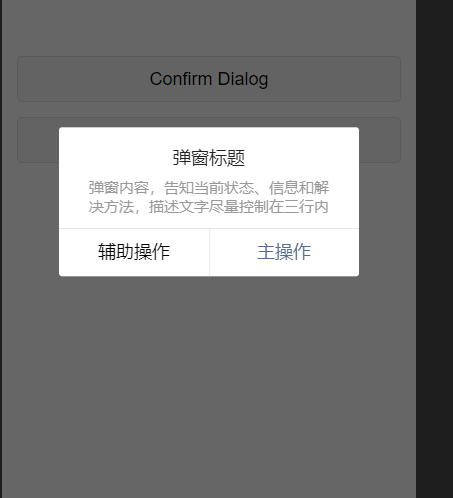 Confirm Dialog
弹窗标题
弹窗内容，告知当前状态、信息和解
决方法，描述文字尽量控制在三行内
辅助操作
主操作